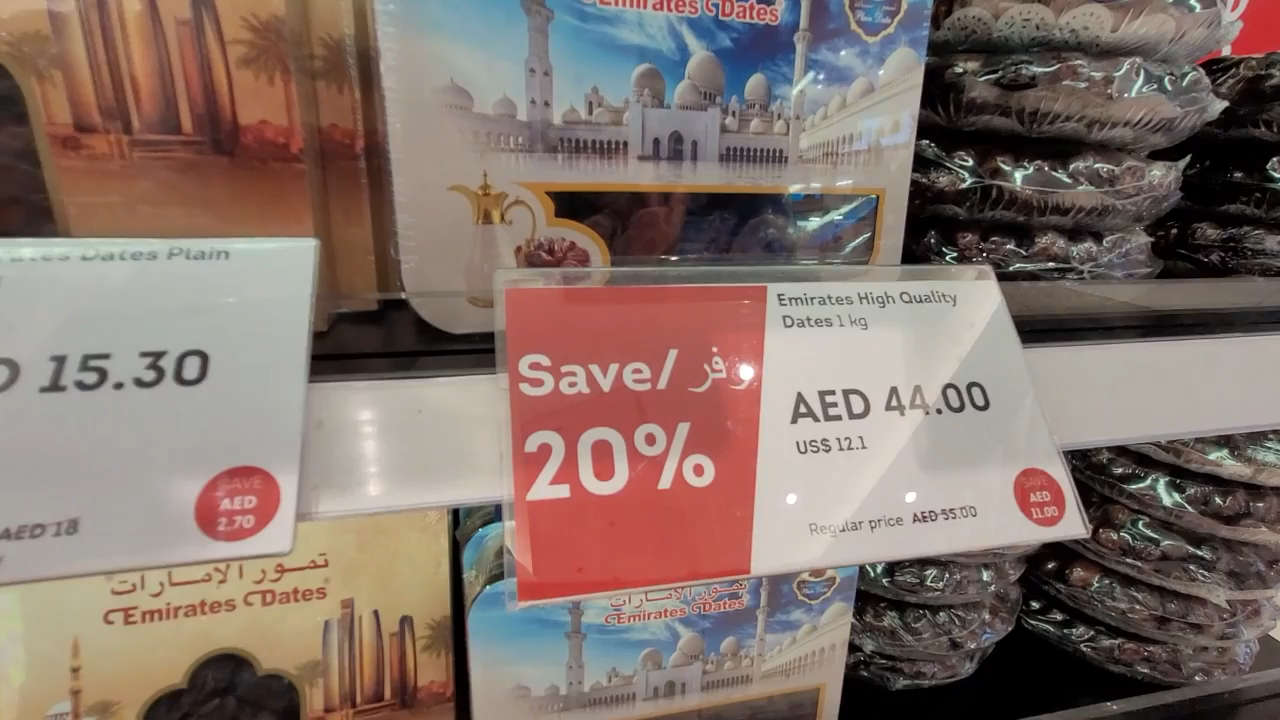 Emirates Dates
Plain Dates
Dates Plain
15.30
SAVE
AED
2.70
AED 18
Save/ وفر
20%
Emirates High Quality
Dates 1 kg
AED 44.00
US$ 12.1
Regular price AED 55.00
SAVE
AED
11.00
تمور الإمارات
Emirates Dates
تمور الإمارات
Emirates Dates